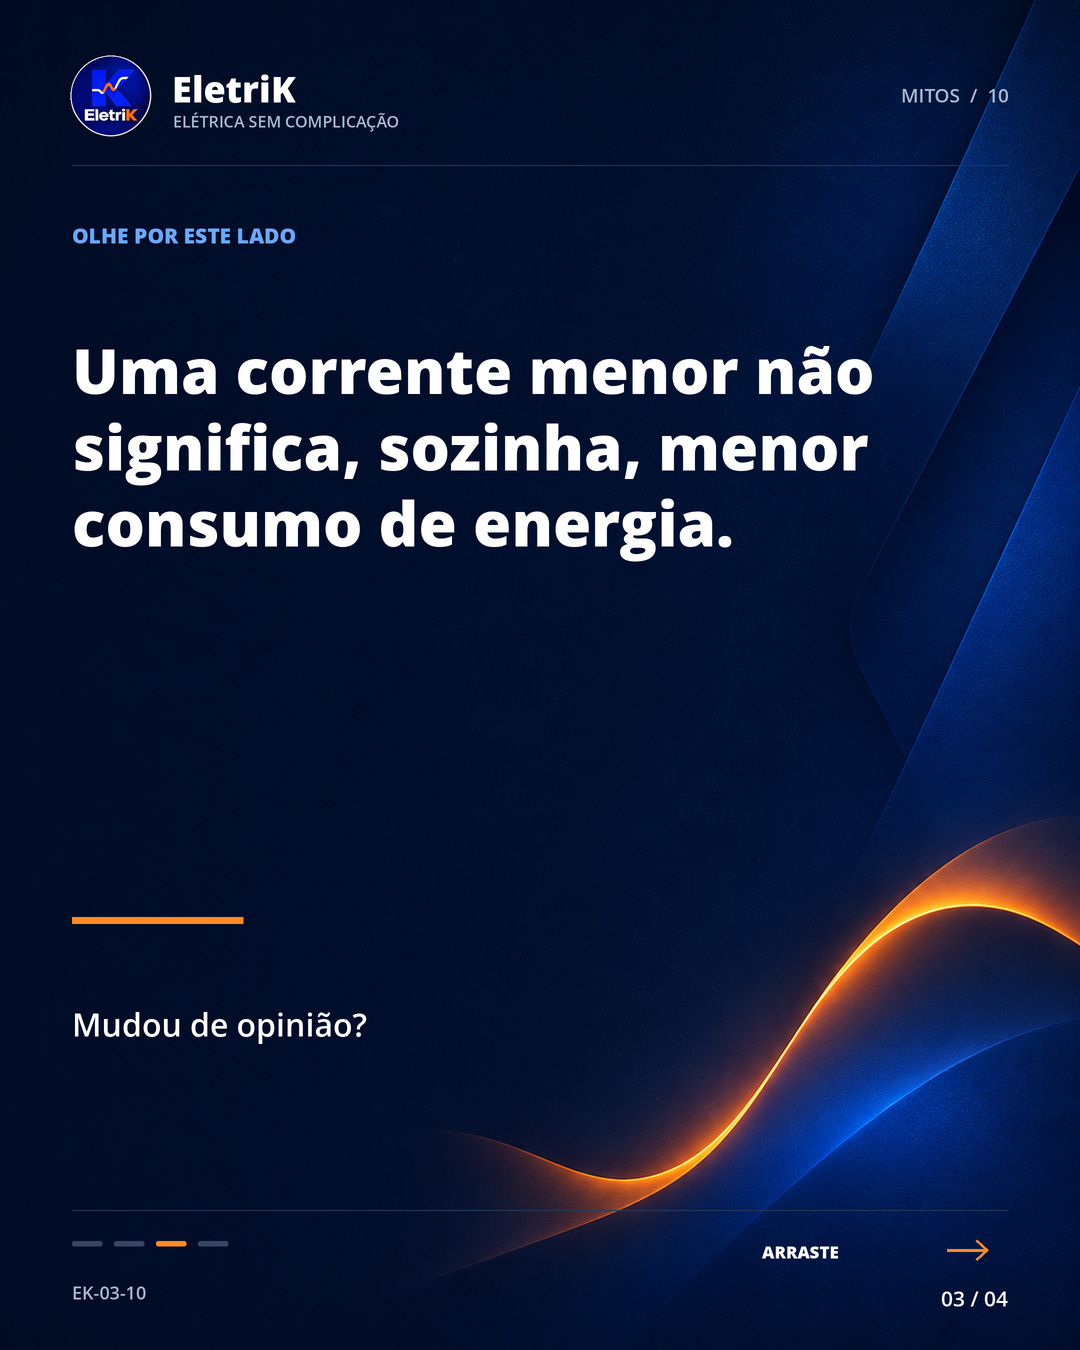 EletriK
EletriK
ELÉTRICA SEM COMPLICAÇÃO
MITOS / 10
OLHE POR ESTE LADO
Uma corrente menor não
significa, sozinha, menor
consumo de energia.
Mudou de opinião?
ARRASTE
EK-03-10
03 / 04